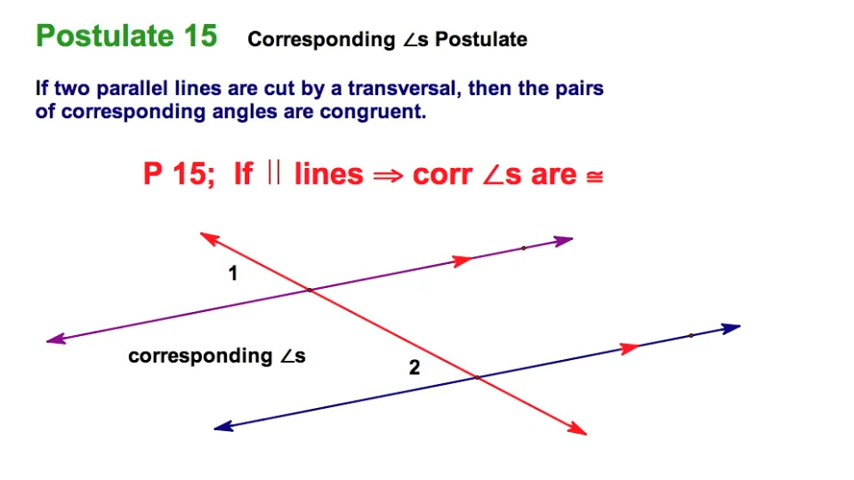 Postulate 15 Corresponding ∠s Postulate
If two parallel lines are cut by a transversal, then the pairs
of corresponding angles are congruent.
P 15; If || lines ⇒ corr ∠s are ≅
1
corresponding ∠s
2